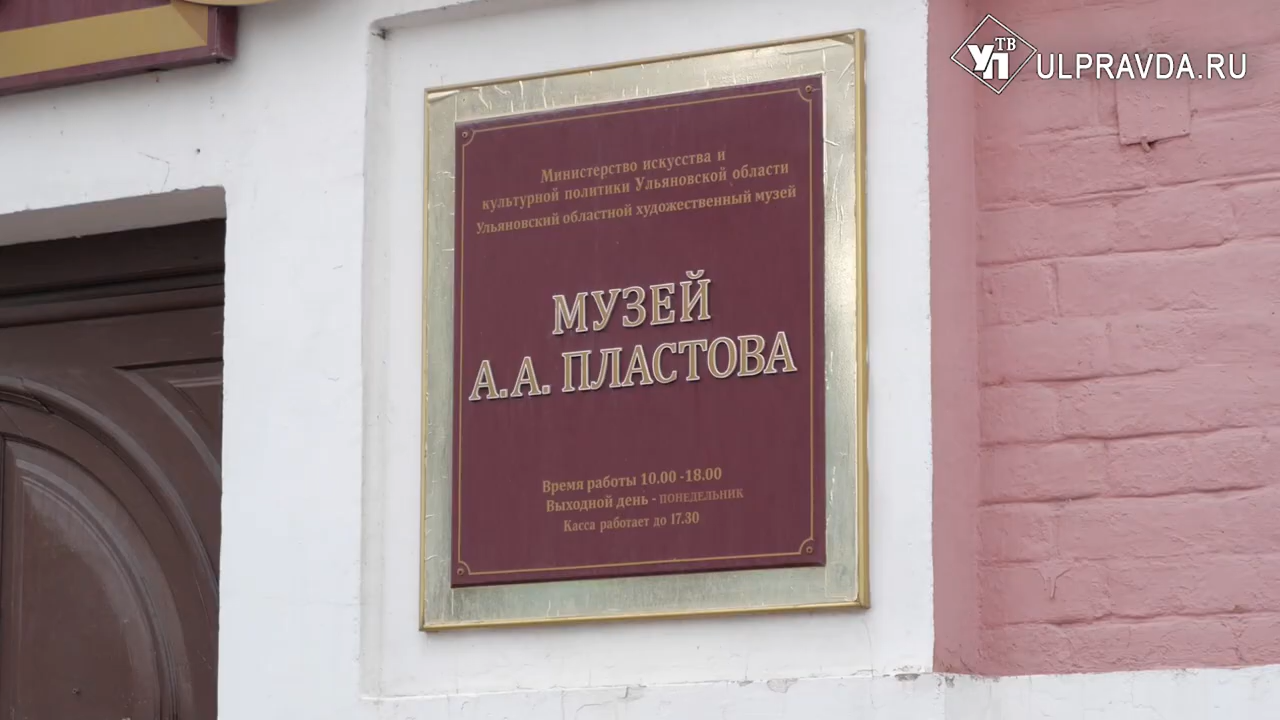 УП ТВ ULPRAVDA.RU
Министерство искусства и
культурной политики Ульяновской области
Ульяновский областной художественный музей
МУЗЕЙ
А.А. ПЛАСТОВА
Время работы 10.00 -18.00
Выходной день - ПОНЕДЕЛЬНИК
Касса работает до 17.30